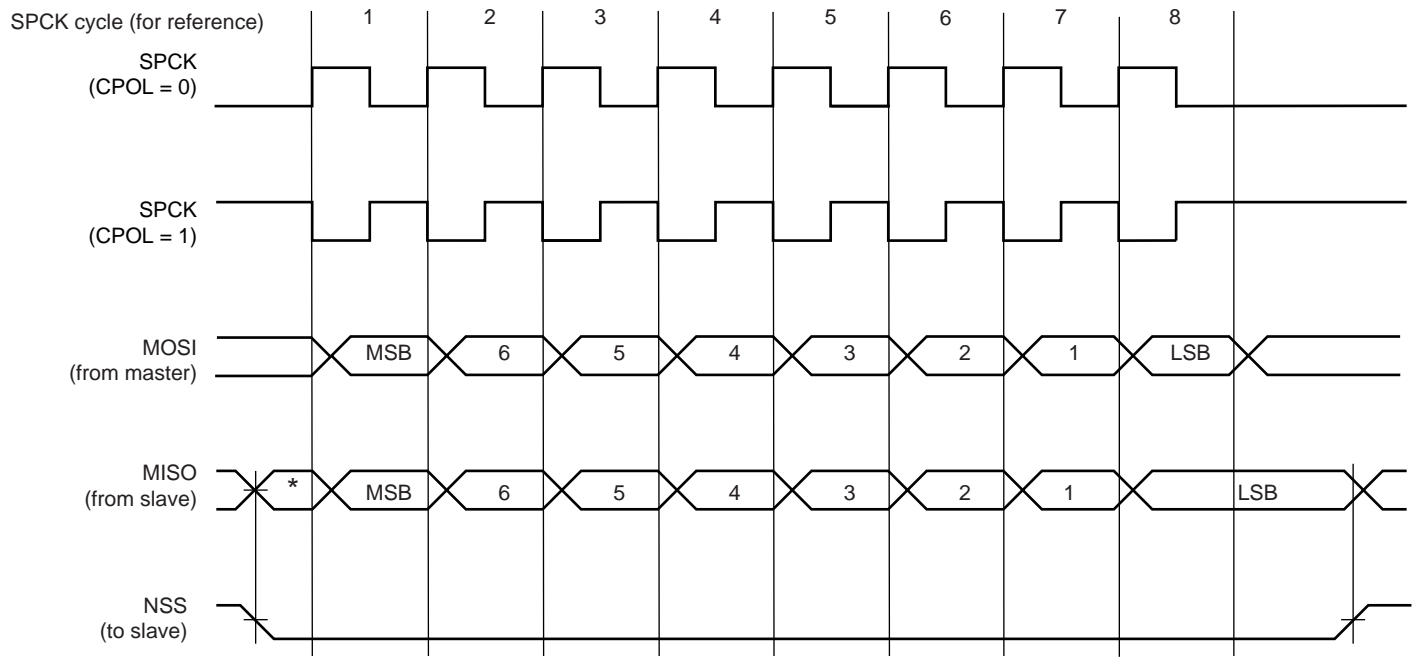 SPCK cycle (for reference) 1 2 3 4 5 6 7 8
SPCK
(CPOL = 0)
SPCK
(CPOL = 1)
MOSI
(from master)
MSB 6 5 4 3 2 1 LSB
MISO
(from slave)
* MSB 6 5 4 3 2 1 LSB
NSS
(to slave)